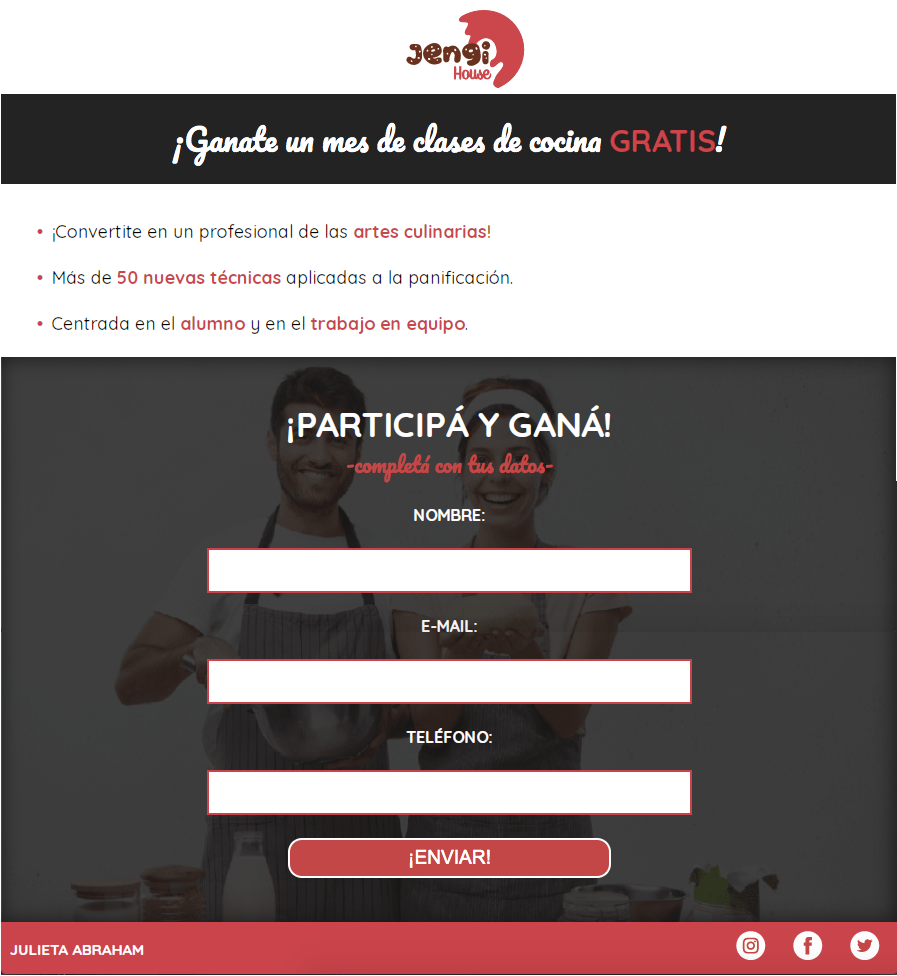 Jengi
House
¡Ganate un mes de clases de cocina GRATIS!
• ¡Convertite en un profesional de las artes culinarias!
• Más de 50 nuevas técnicas aplicadas a la panificación.
• Centrada en el alumno y en el trabajo en equipo.
¡PARTICIPÁ Y GANÁ!
-completá con tus datos-
NOMBRE:
E-MAIL:
TELÉFONO:
¡ENVIAR!
JULIETA ABRAHAM